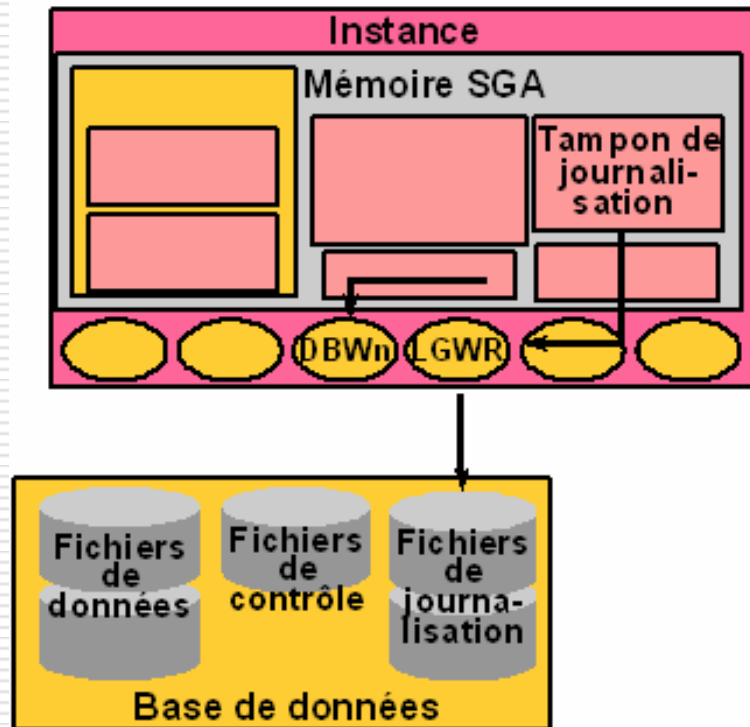 Instance
Mémoire SGA
Tampon de
journali-
sation
DBWn
LGWR
Fichiers
de
données
Fichiers
de
contrôle
Fichiers
de
journa-
lisation
Base de données